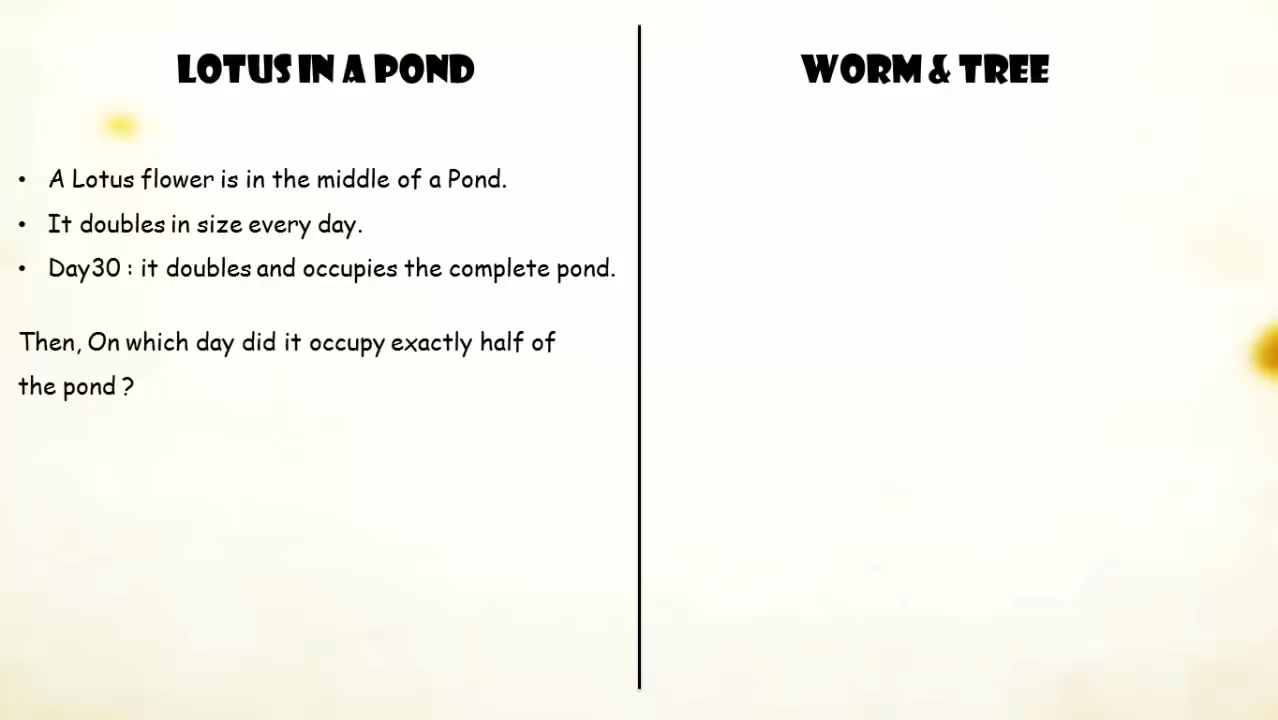 LOTUS IN A POND
• A Lotus flower is in the middle of a Pond.
• It doubles in size every day.
• Day30 : it doubles and occupies the complete pond.
Then, On which day did it occupy exactly half of
the pond ?
WORM & TREE